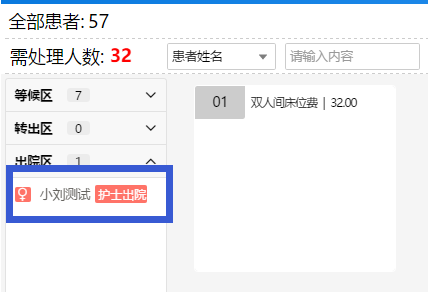 全部患者: 57
需处理人数: 32 患者姓名 请输入内容
等候区 7
转出区 0
出院区 1
小刘测试 护士出院
01 双人间床位费 | 32.00